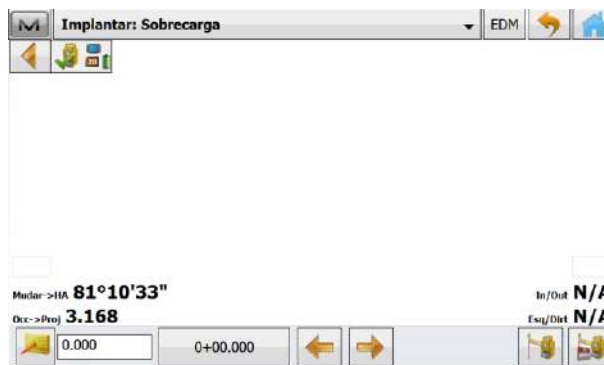 M Implantar: Sobrecarga EDM
Mudar->HA 81°10'33" In/Out N/A
Occ->Proj 3.168 Esq/Dirt N/A
0.000 0+00.000